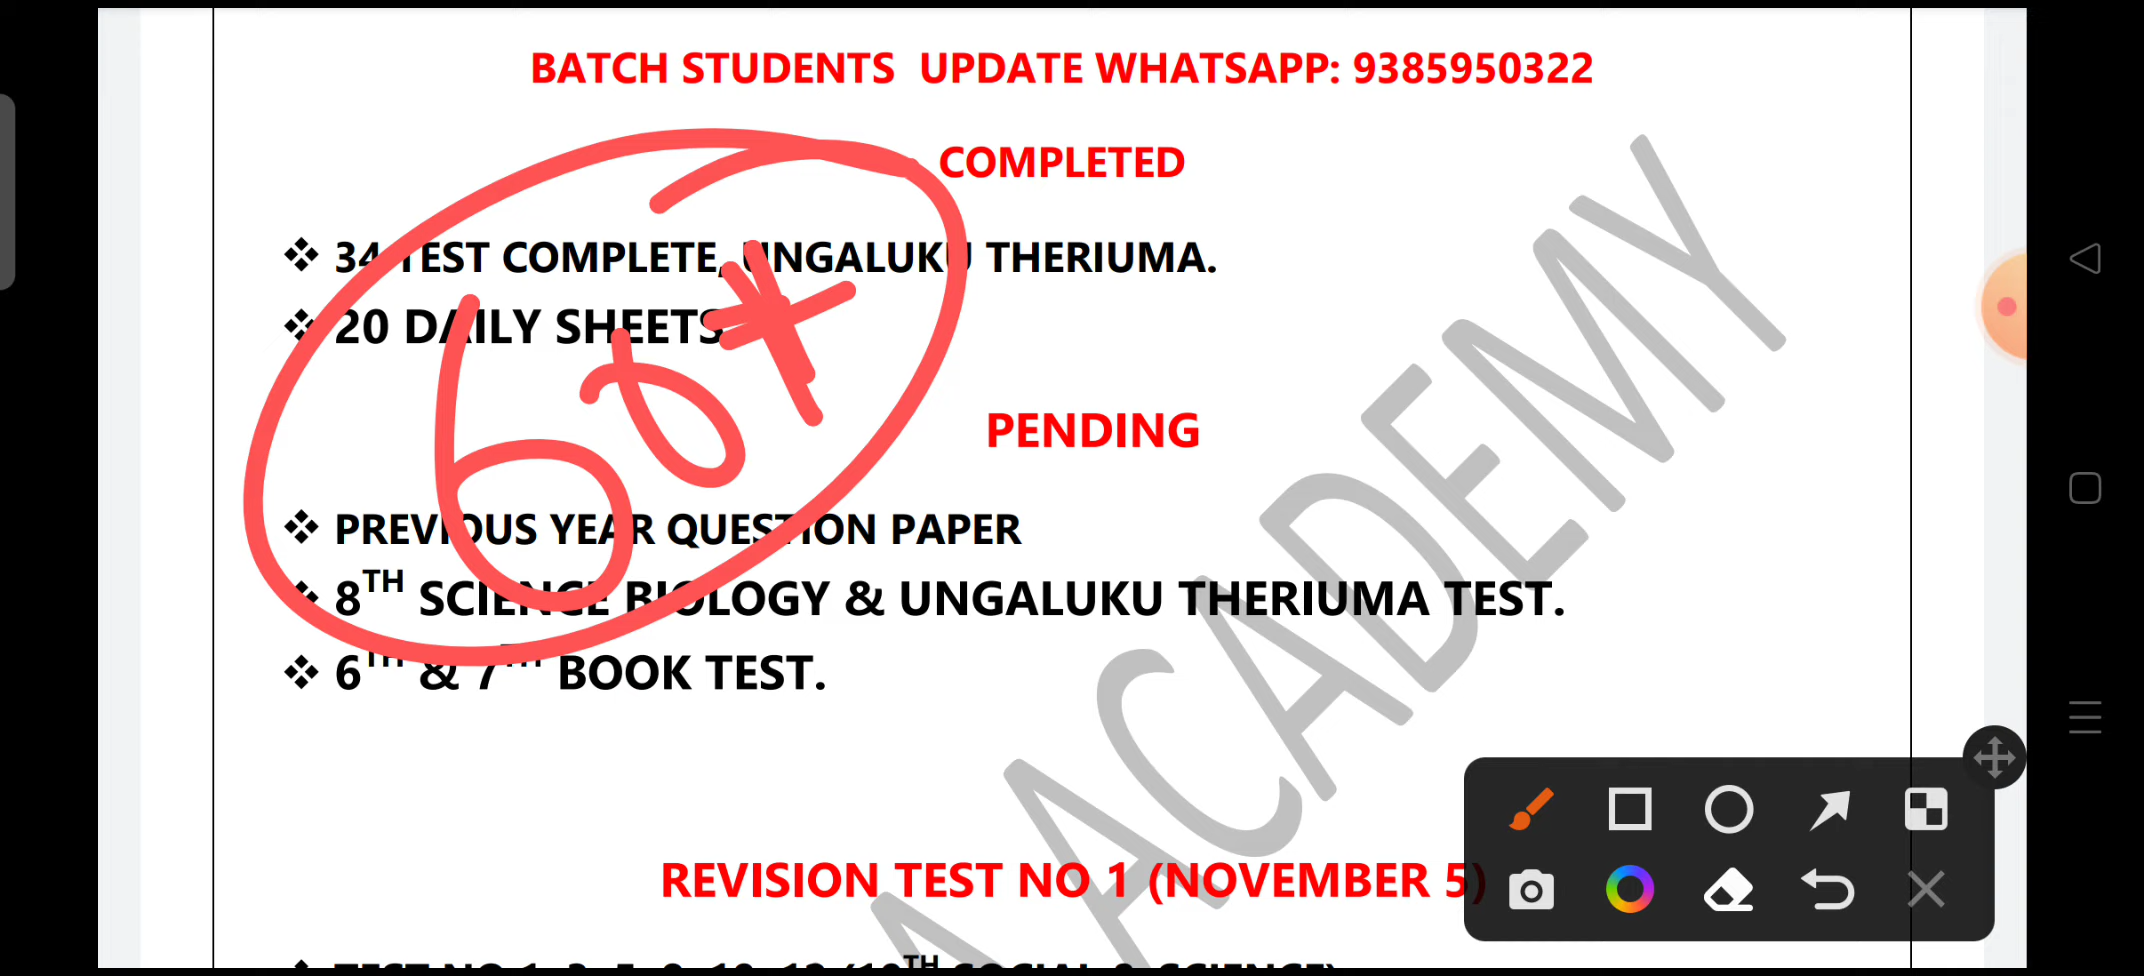 BATCH STUDENTS UPDATE WHATSAPP: 9385950322
COMPLETED
❖ 34 TEST COMPLETE, UNGALUKU THERIUMA.
❖ 20 DAILY SHEETS
60+
PENDING
❖ PREVIOUS YEAR QUESTION PAPER
❖ 8TH SCIENCE BIOLOGY & UNGALUKU THERIUMA TEST.
❖ 6TH & 7TH BOOK TEST.
REVISION TEST NO 1 (NOVEMBER 5)
ACADEMY